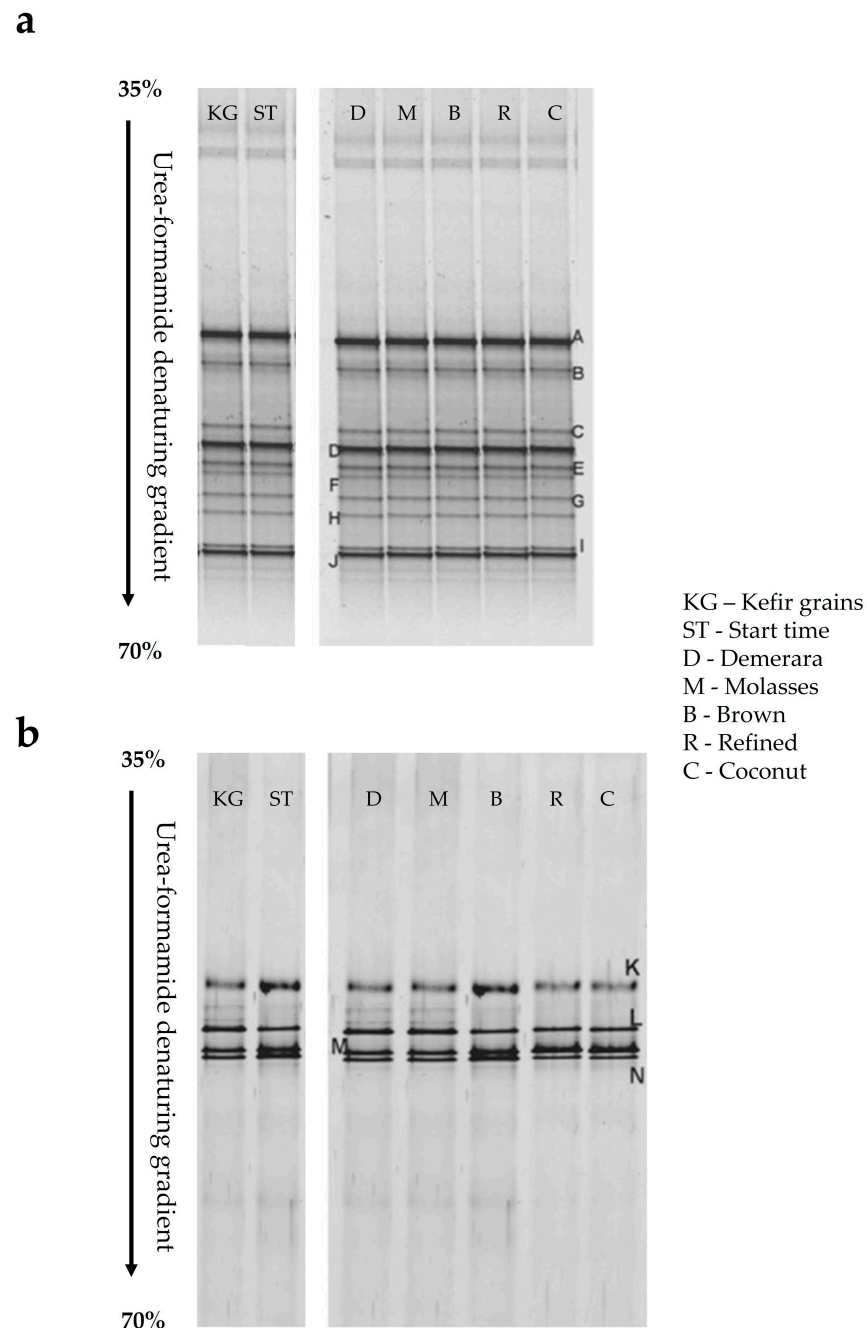 a
35%
KG ST D M B R C
Urea-formamide denaturing gradient
A
B
C
D
E
F
G
H
I
J
70%
KG – Kefir grains
ST - Start time
D - Demerara
M - Molasses
B - Brown
R - Refined
C - Coconut
b
35%
KG ST D M B R C
Urea-formamide denaturing gradient
K
L
M
N
70%